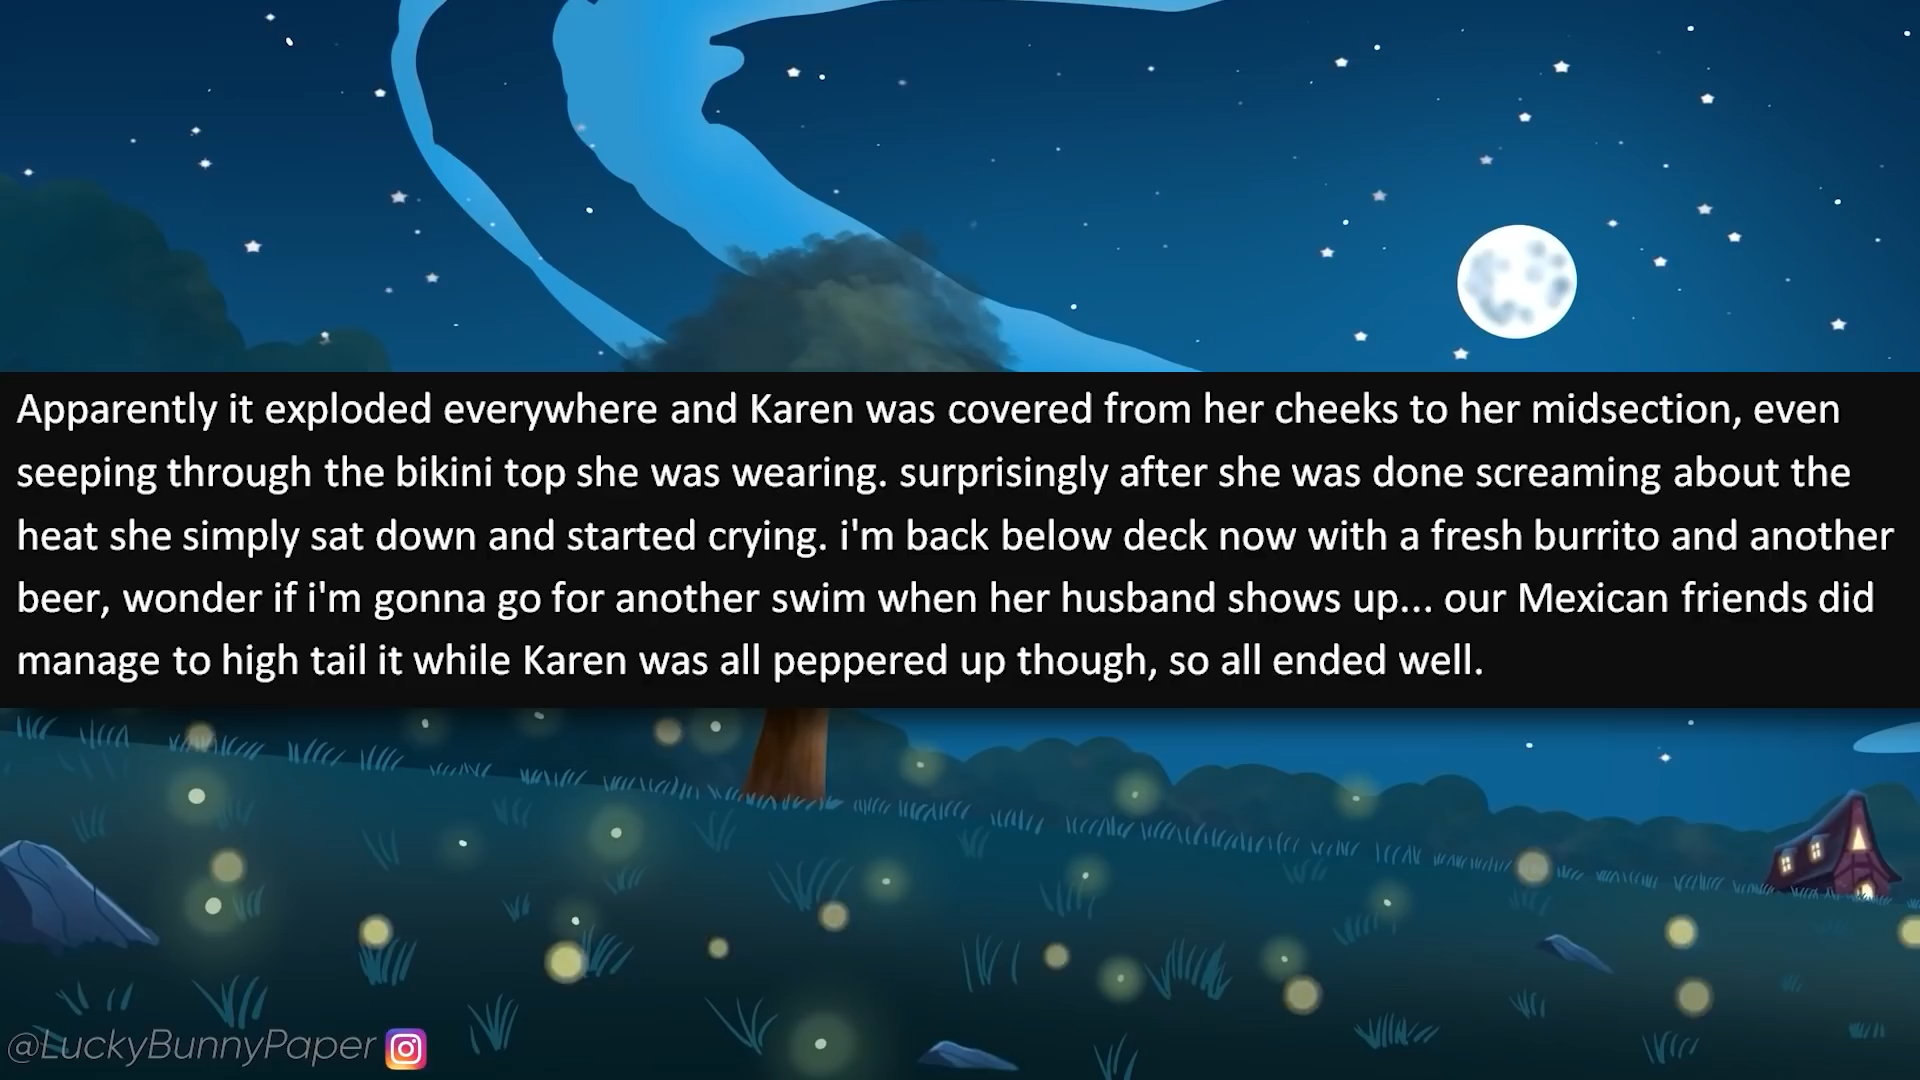 Apparently it exploded everywhere and Karen was covered from her cheeks to her midsection, even
seeping through the bikini top she was wearing. surprisingly after she was done screaming about the
heat she simply sat down and started crying. i'm back below deck now with a fresh burrito and another
beer, wonder if i'm gonna go for another swim when her husband shows up... our Mexican friends did
manage to high tail it while Karen was all peppered up though, so all ended well.
@LuckyBunnyPaper